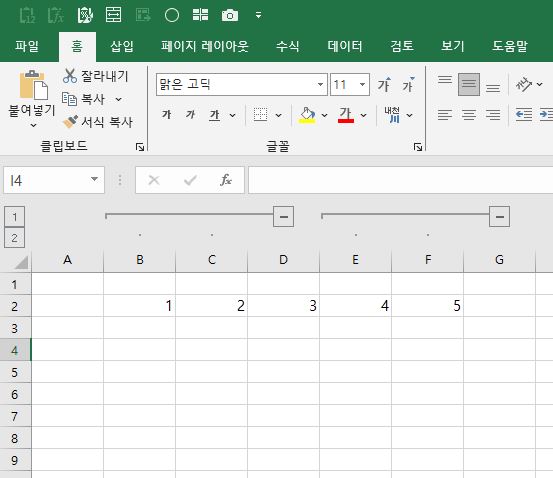 파일 홈 삽입 페이지 레이아웃 수식 데이터 검토 보기 도움말
붙여넣기
잘라내기
복사
서식 복사
클립보드
맑은 고딕 11 가 가
가 가 가 가 내천 川
글꼴
I4 fx
1
2
A B C D E F G
1
2 1 2 3 4 5
3
4
5
6
7
8
9